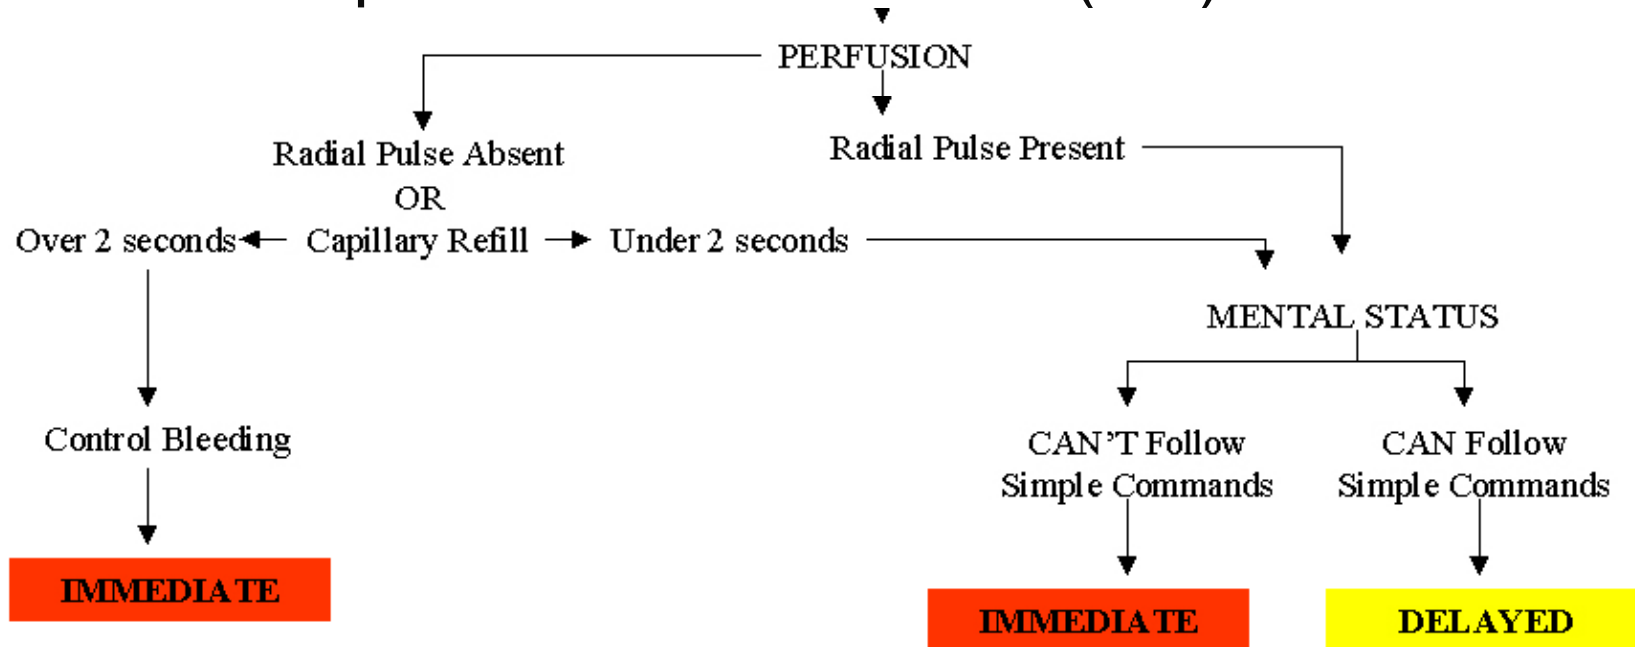 PERFUSION
Radial Pulse Absent
OR
Radial Pulse Present
Over 2 seconds
Capillary Refill
Under 2 seconds
MENTAL STATUS
Control Bleeding
CAN'T Follow
Simple Commands
CAN Follow
Simple Commands
IMMEDIATE
IMMEDIATE
DELAYED